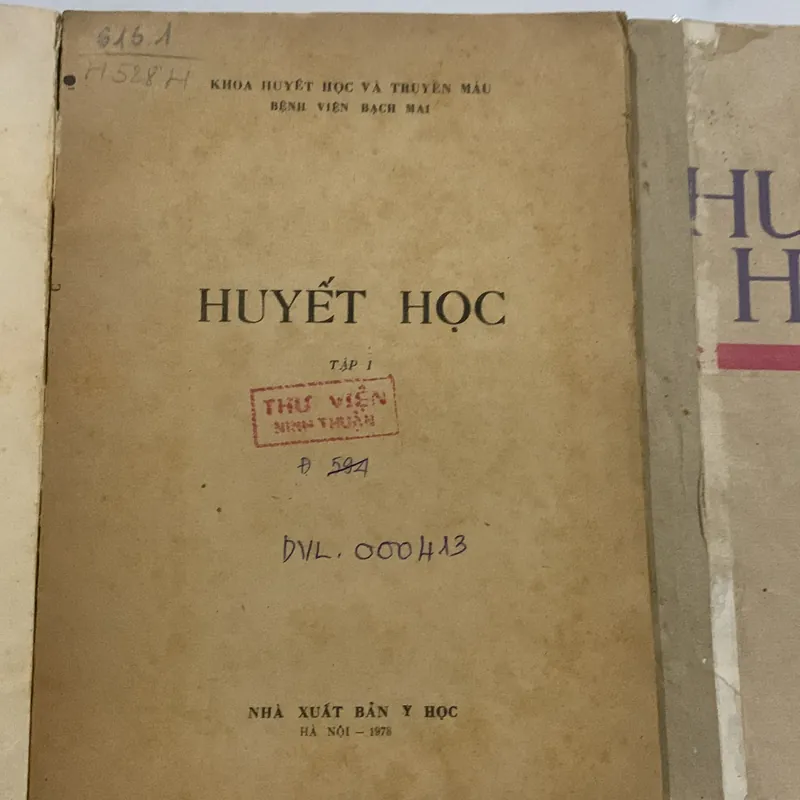 616.1
H528H
KHOA HUYẾT HỌC VÀ TRUYỀN MÁU
BỆNH VIỆN BẠCH MAI
HUYẾT HỌC
TẬP I
THƯ VIỆN
NINH THUẬN
Đ 594
DVL. 000413
NHÀ XUẤT BẢN Y HỌC
HÀ NỘI - 1978
HU
H